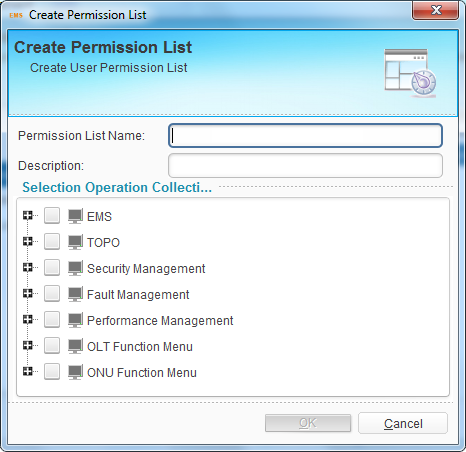 EMS Create Permission List
Create Permission List
Create User Permission List
Permission List Name:
Description:
Selection Operation Collecti...
EMS
TOPO
Security Management
Fault Management
Performance Management
OLT Function Menu
ONU Function Menu
OK Cancel